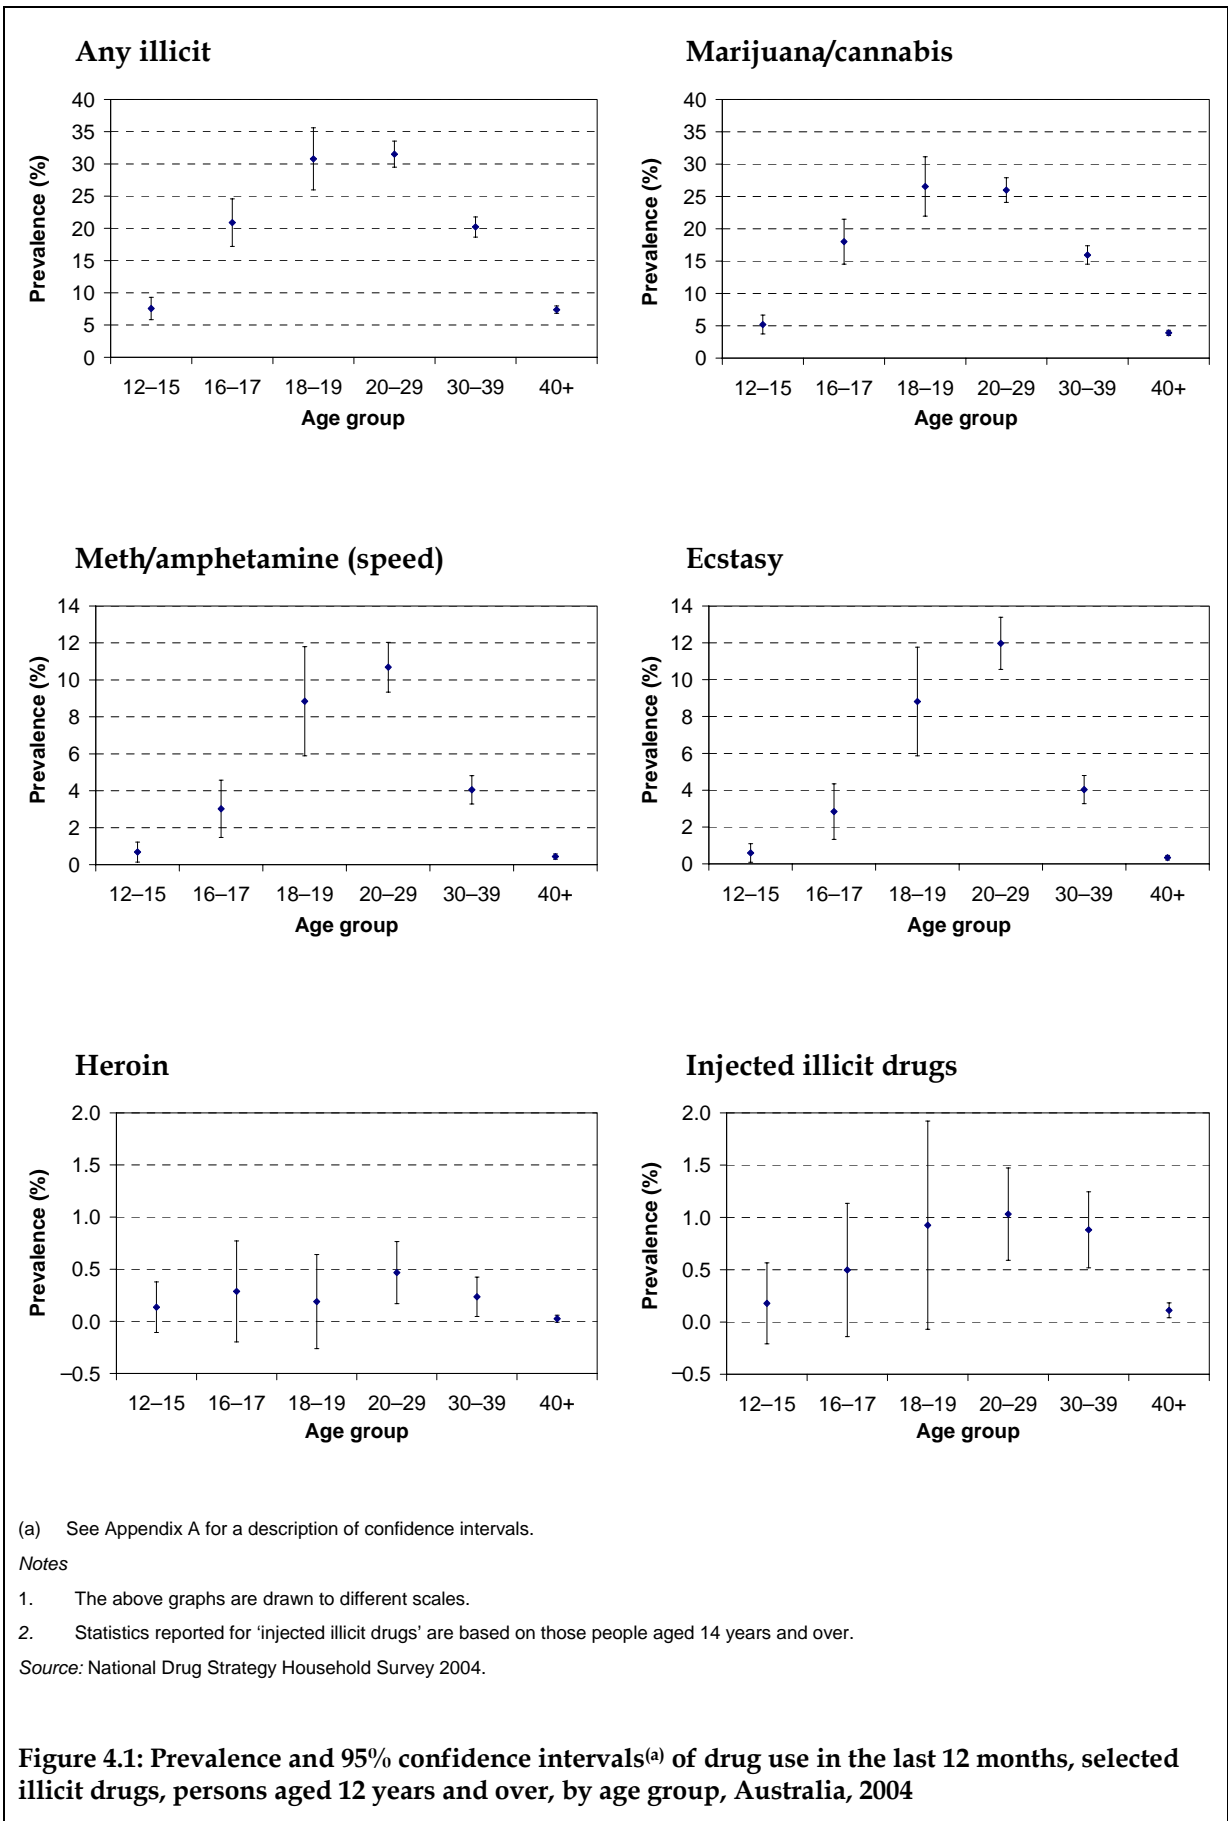 Any illicit
40
35
30
25
20
15
10
5
0
Prevalence (%)
12–15 16–17 18–19 20–29 30–39 40+
Age group
Marijuana/cannabis
40
35
30
25
20
15
10
5
0
Prevalence (%)
12–15 16–17 18–19 20–29 30–39 40+
Age group
Meth/amphetamine (speed)
14
12
10
8
6
4
2
0
Prevalence (%)
12–15 16–17 18–19 20–29 30–39 40+
Age group
Ecstasy
14
12
10
8
6
4
2
0
Prevalence (%)
12–15 16–17 18–19 20–29 30–39 40+
Age group
Heroin
2.0
1.5
1.0
0.5
0.0
–0.5
Prevalence (%)
12–15 16–17 18–19 20–29 30–39 40+
Age group
Injected illicit drugs
2.0
1.5
1.0
0.5
0.0
–0.5
Prevalence (%)
12–15 16–17 18–19 20–29 30–39 40+
Age group
(a) See Appendix A for a description of confidence intervals.
Notes
1. The above graphs are drawn to different scales.
2. Statistics reported for ‘injected illicit drugs’ are based on those people aged 14 years and over.
Source: National Drug Strategy Household Survey 2004.
Figure 4.1: Prevalence and 95% confidence intervals(a) of drug use in the last 12 months, selected
illicit drugs, persons aged 12 years and over, by age group, Australia, 2004